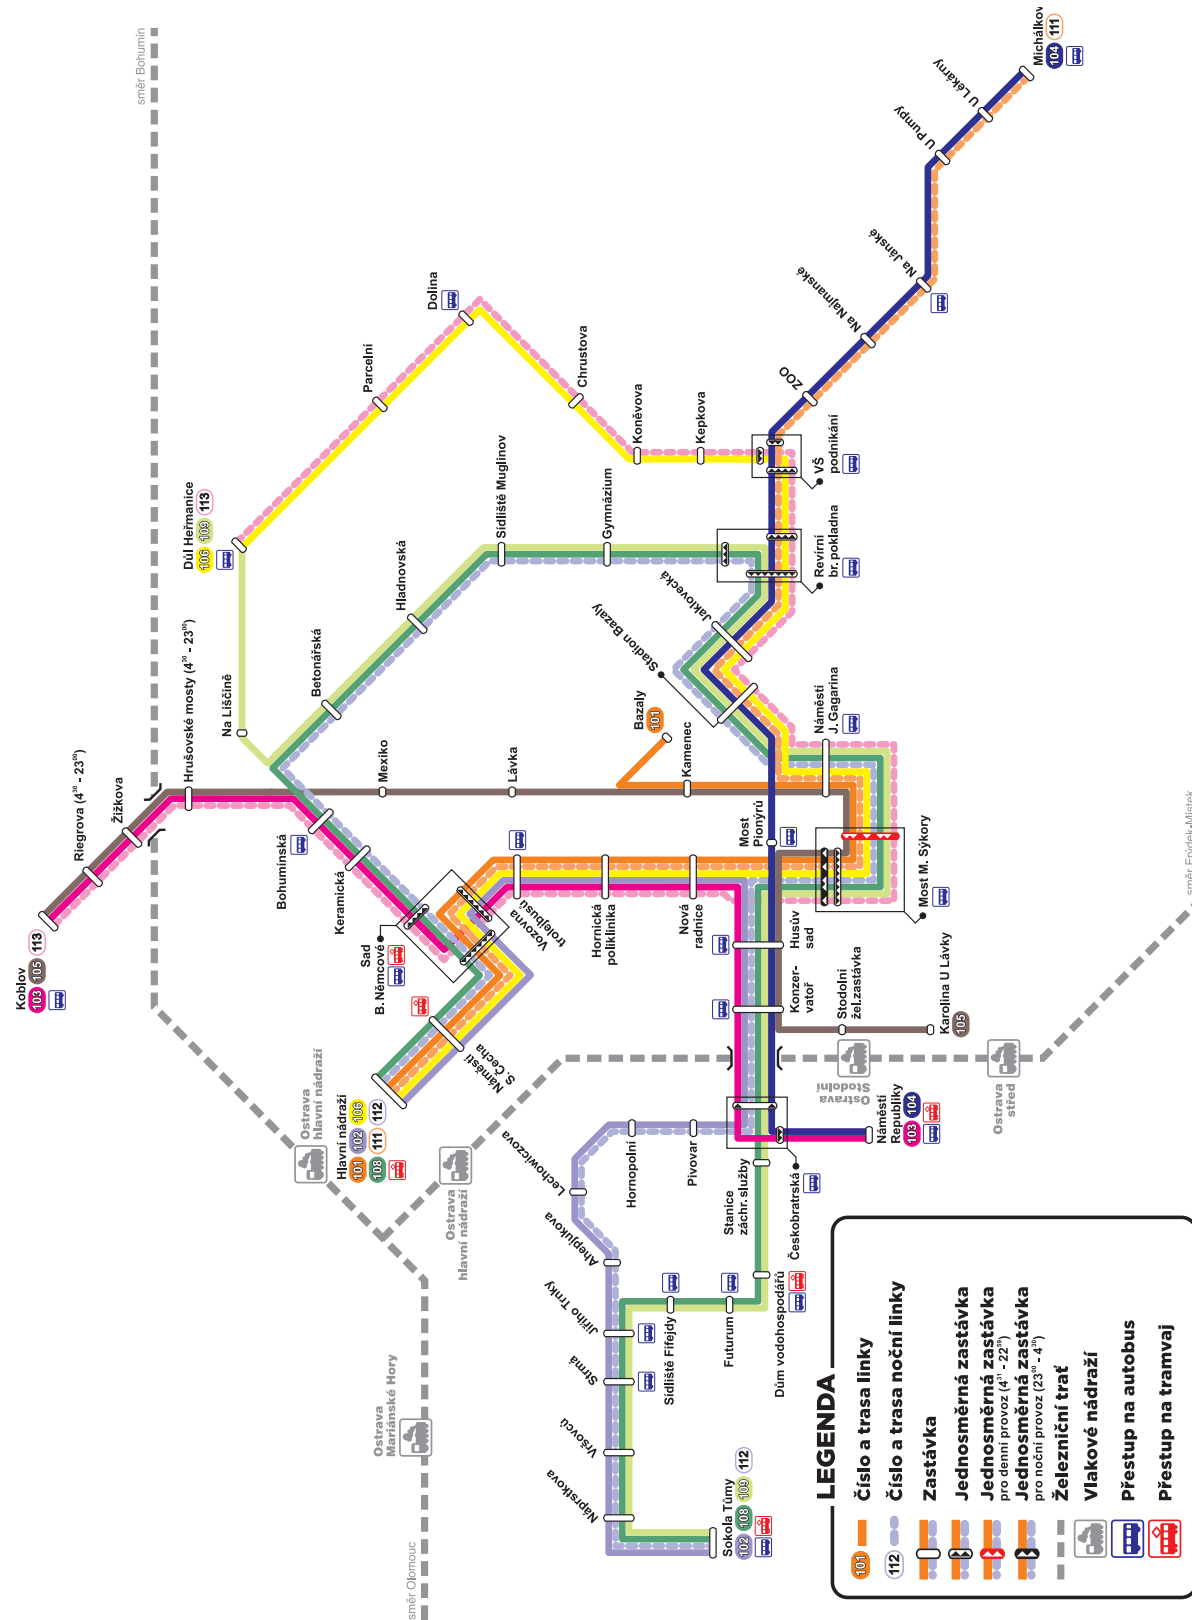 směr Bohumín
Michálkovice
104 111
U Lékárny
U Pumpy
Na Jánské
Na Najmanské
ZOO
VŠ
podnikání
Kepkova
Koněvova
Chrustova
Dolina
Parcelní
Důl Heřmanice
106 109 113
Na Liščině
Hrušovské mosty (4³⁰ - 23⁰⁰)
Žižkova
Riegrova (4³⁰ - 23⁰⁰)
Koblov
103 105 113
Sídliště Muglinov
Gymnázium
Hladnovská
Betonářská
Revírní
br. pokladna
Jaklovecká
Stadion Bazaly
Bazaly
101
Náměstí
J. Gagarina
Kamenec
Lávka
Mexiko
Bohumínská
Keramická
Sad
B. Němcové
Vozovna
trolejbusů
Hornická
poliklinika
Nová
radnice
Most
Pionýrů
Most M. Sýkory
Husův
sad
Konzer-
vatoř
Stodolní
žel.zastávka
Karolina U Lávky
105
směr Frýdek-Místek
Náměstí
S. Čecha
Hlavní nádraží
101 102 106
108 111 112
Ostrava
hlavní nádraží
Ostrava
hlavní nádraží
Ostrava
Stodolní
Ostrava
střed
Náměstí
Republiky
103 104
Českobratrská
Stanice
záchr. služby
Pivovar
Hornopolní
Lechowiczova
Ahepjukova
Jiřího Trnky
Strmá
Vršovců
Náprstkova
Sídliště Fifejdy
Futurum
Dům vodohospodářů
Sokola Tůmy
102 108 109 112
Ostrava
Mariánské Hory
směr Olomouc
LEGENDA
101 Číslo a trasa linky
112 Číslo a trasa noční linky
Zastávka
Jednosměrná zastávka
Jednosměrná zastávka
pro denní provoz (4³¹ - 22⁵⁹)
Jednosměrná zastávka
pro noční provoz (23⁰⁰ - 4³⁰)
Železniční trať
Vlakové nádraží
Přestup na autobus
Přestup na tramvaj